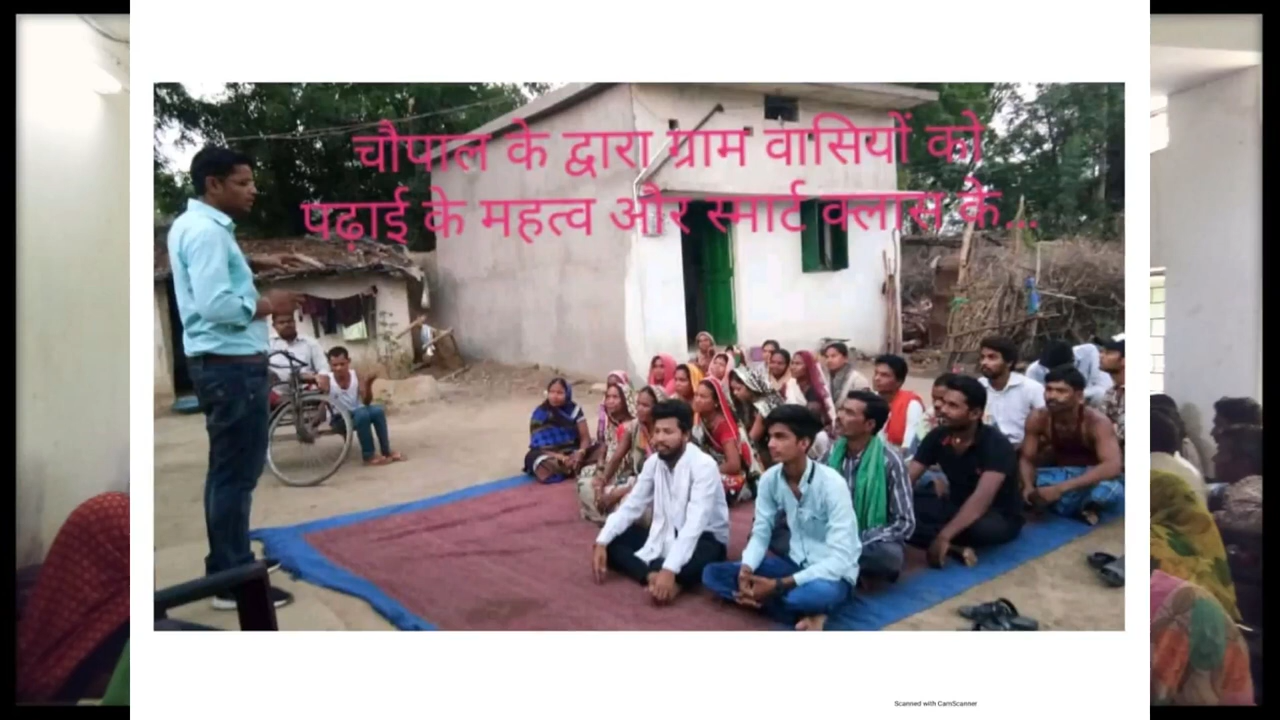 चौपाल के द्वारा ग्राम वासियों को
पढ़ाई के महत्व और स्मार्ट क्लास के...
Scanned with CamScanner